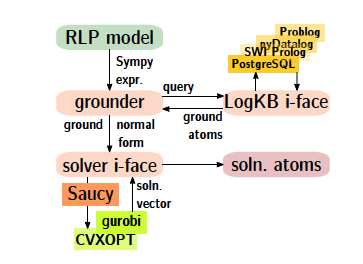 Problog
pyDatalog
SWI Prolog
PostgreSQL
RLP model
Sympy
expr.
query
grounder
LogKB i-face
ground
atoms
ground normal
form
solver i-face
soln. atoms
soln.
vector
Saucy
gurobi
CVXOPT